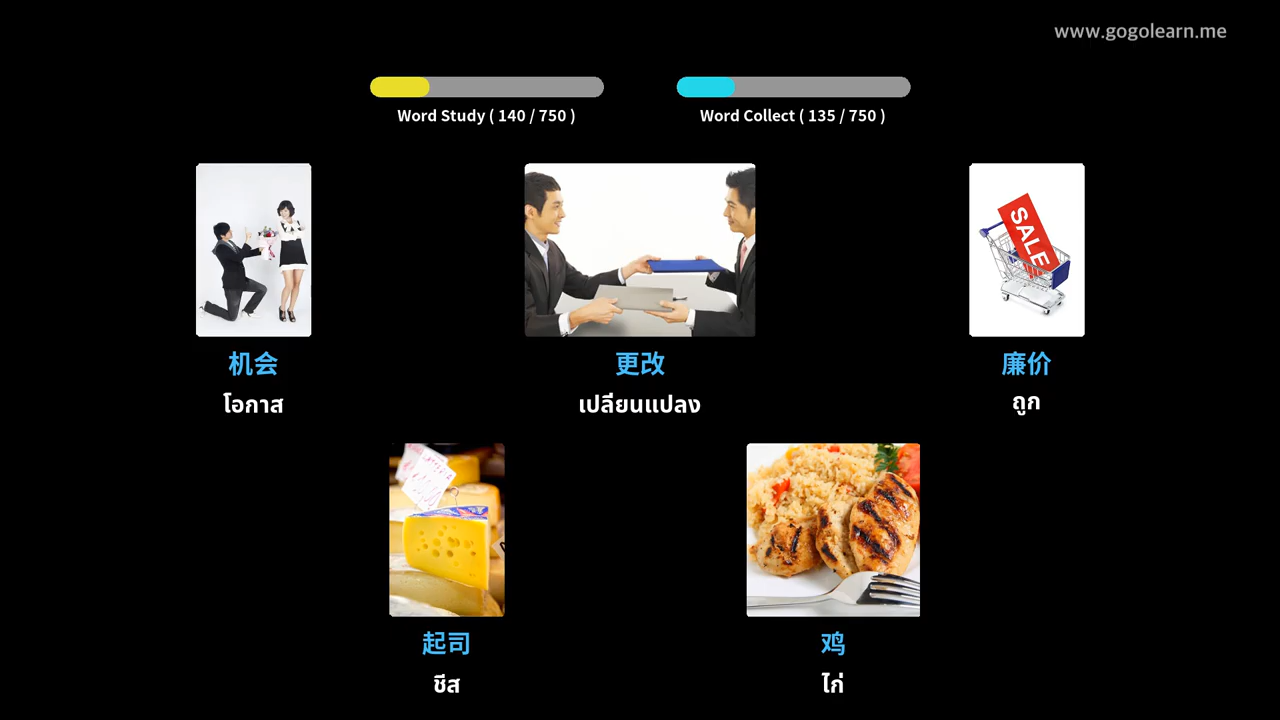 www.gogolearn.me
Word Study ( 140 / 750 )
Word Collect ( 135 / 750 )
SALE
机会
更改
廉价
โอกาส
เปลี่ยนแปลง
ถูก
起司
鸡
ชีส
ไก่